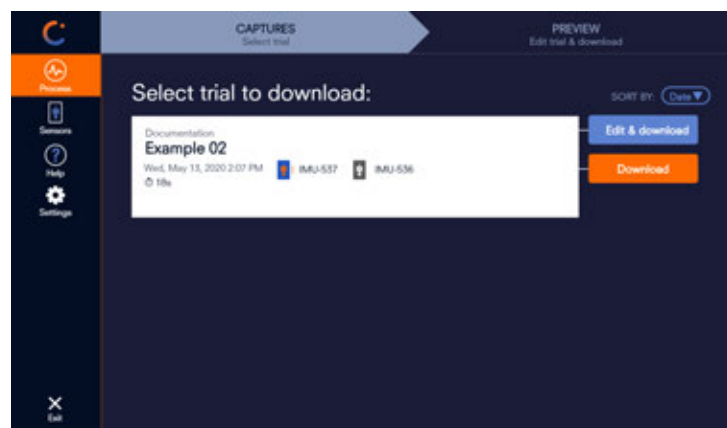 CAPTURES
Select trial
PREVIEW
Edit trial & download
Process
Sensors
Help
Settings
Exit
Select trial to download:
SORT BY: Date▼
Documentation
Example 02
Wed, May 13, 2020 2:07 PM
IMU-537
IMU-536
18s
Edit & download
Download